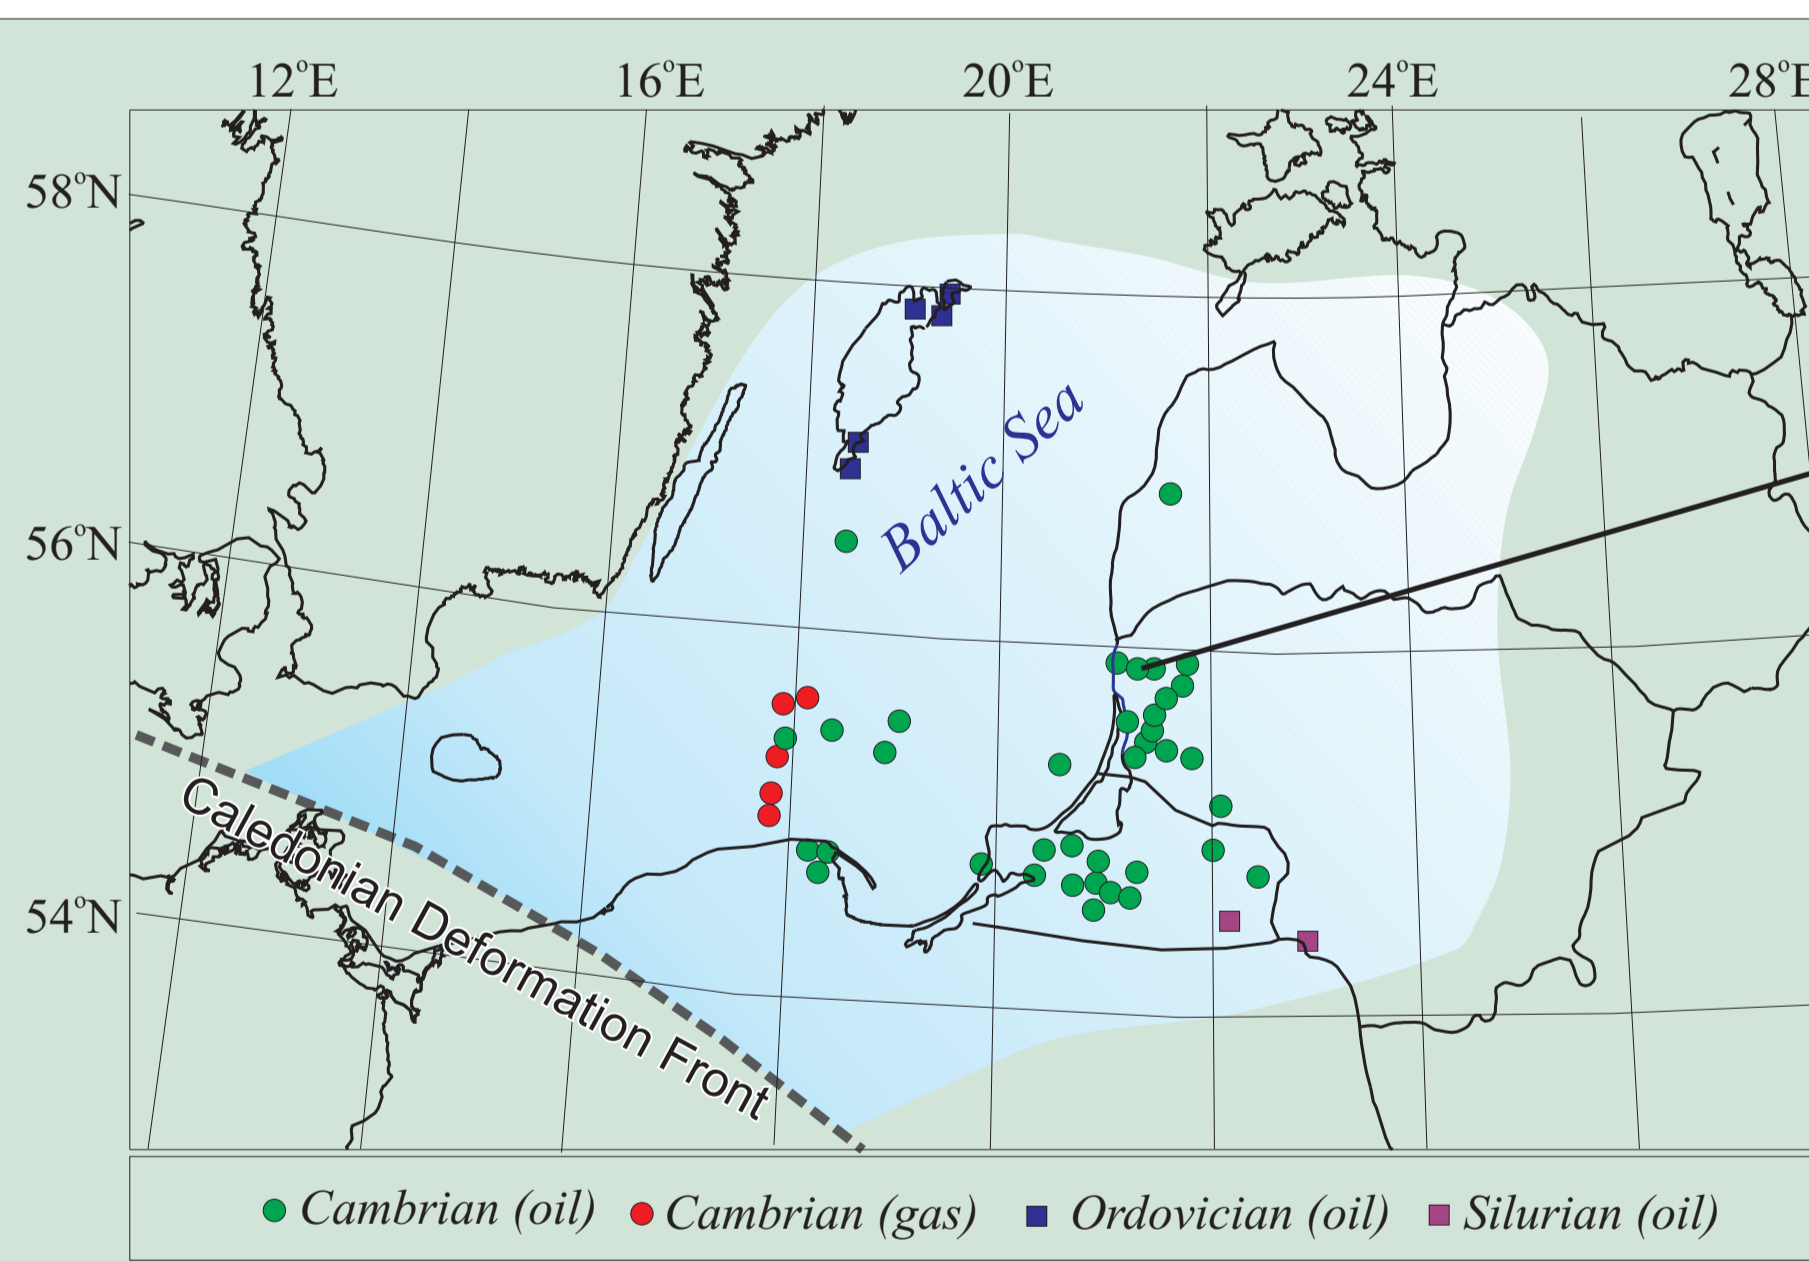 12°E 16°E 20°E 24°E 28°E
58°N
Baltic Sea
56°N
Caledonian Deformation Front
54°N
Cambrian (oil) Cambrian (gas) Ordovician (oil) Silurian (oil)